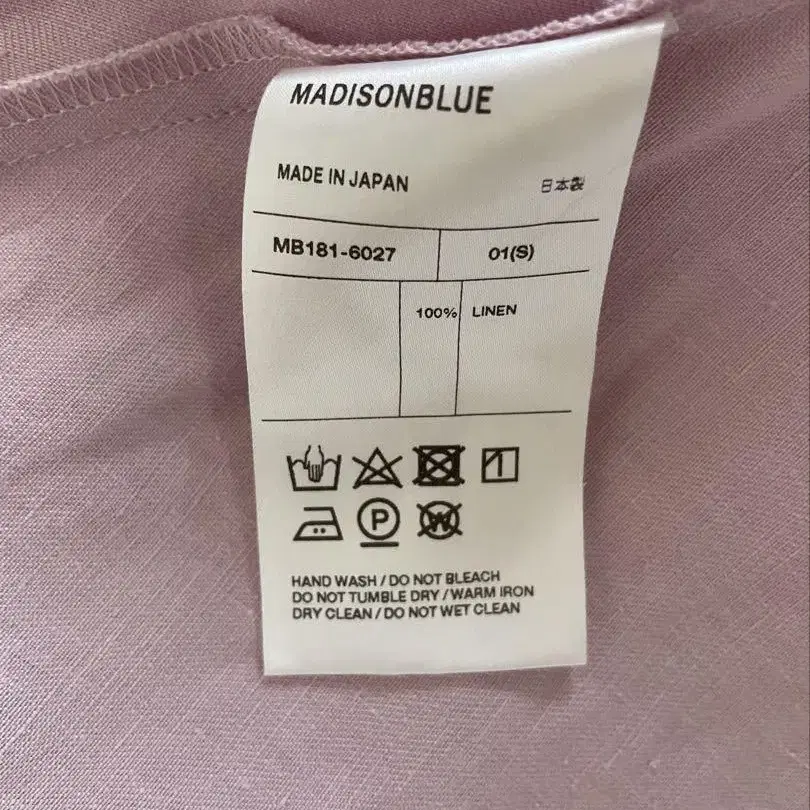 MADISONBLUE
MADE IN JAPAN 日本製
MB181-6027 01(S)
100% LINEN
P
W
HAND WASH / DO NOT BLEACH
DO NOT TUMBLE DRY / WARM IRON
DRY CLEAN / DO NOT WET CLEAN